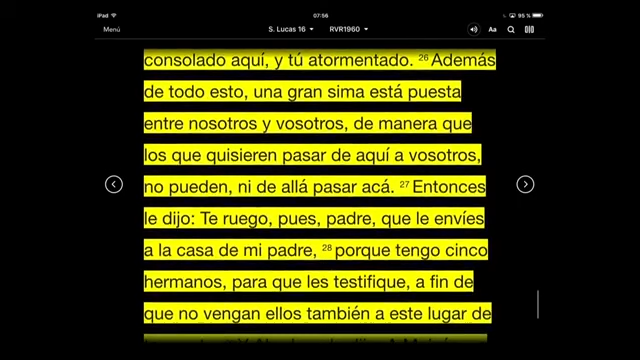 iPad
07:56
95 %
Menú
S. Lucas 16
RVR1960
Aa
consolado aquí, y tú atormentado. 26 Además
de todo esto, una gran sima está puesta
entre nosotros y vosotros, de manera que
los que quisieren pasar de aquí a vosotros,
no pueden, ni de allá pasar acá. 27 Entonces
le dijo: Te ruego, pues, padre, que le envíes
a la casa de mi padre, 28 porque tengo cinco
hermanos, para que les testifique, a fin de
que no vengan ellos también a este lugar de